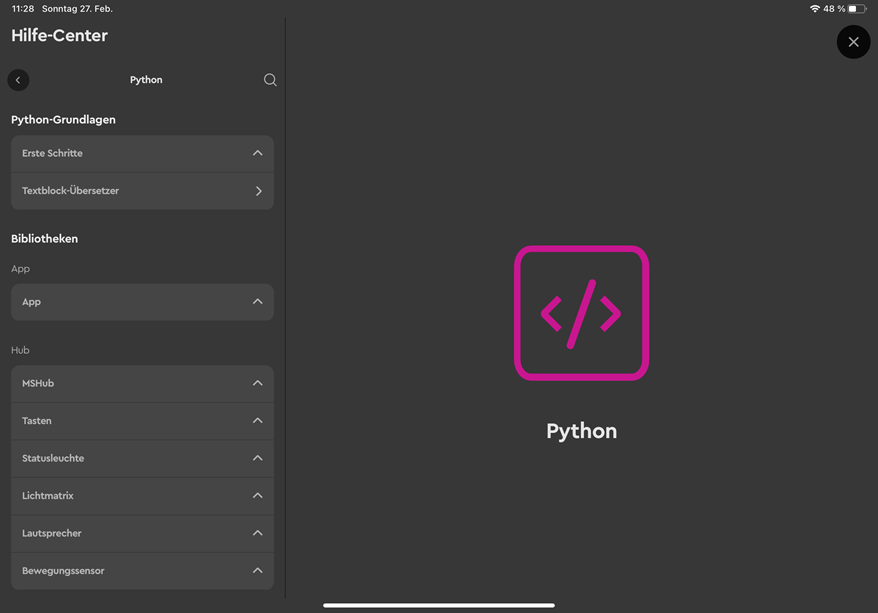 11:28 Sonntag 27. Feb.
48 %
Hilfe-Center
Python
Python-Grundlagen
Erste Schritte
Textblock-Übersetzer
Bibliotheken
App
App
Hub
MSHub
Tasten
Statusleuchte
Lichtmatrix
Lautsprecher
Bewegungssensor
</>
Python